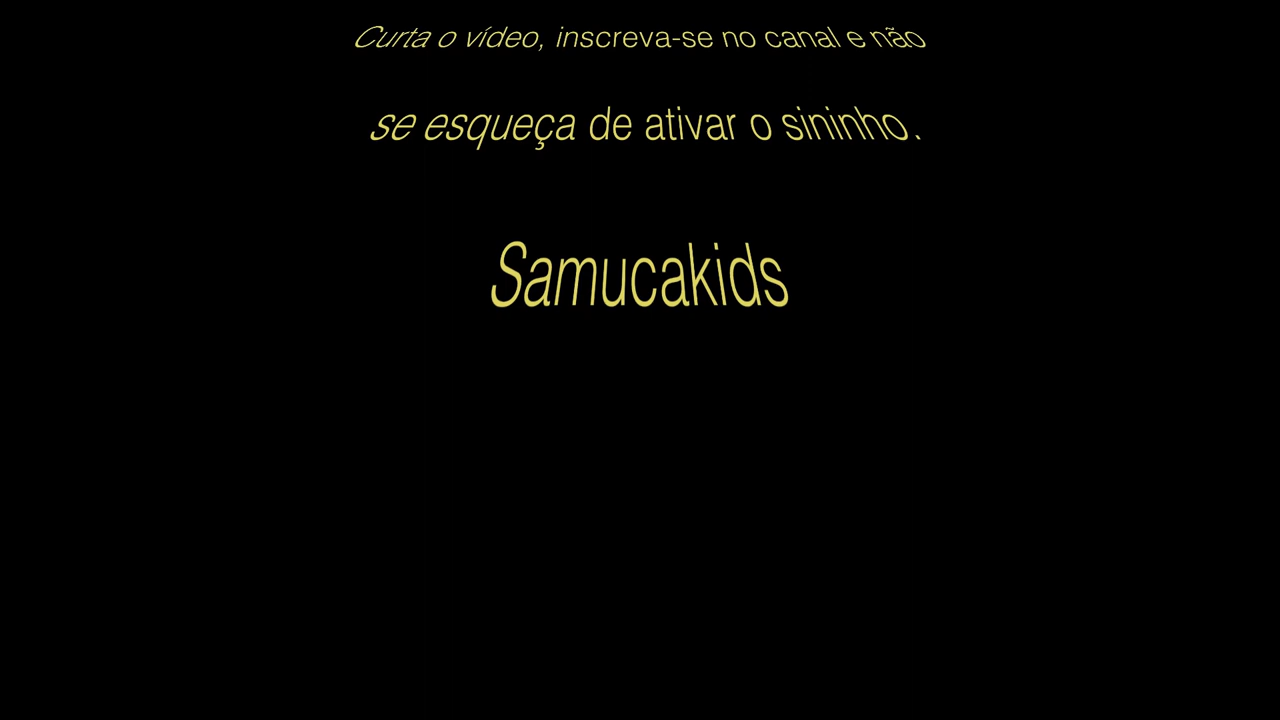 Curta o vídeo, inscreva-se no canal e não
se esqueça de ativar o sininho.
Samucakids